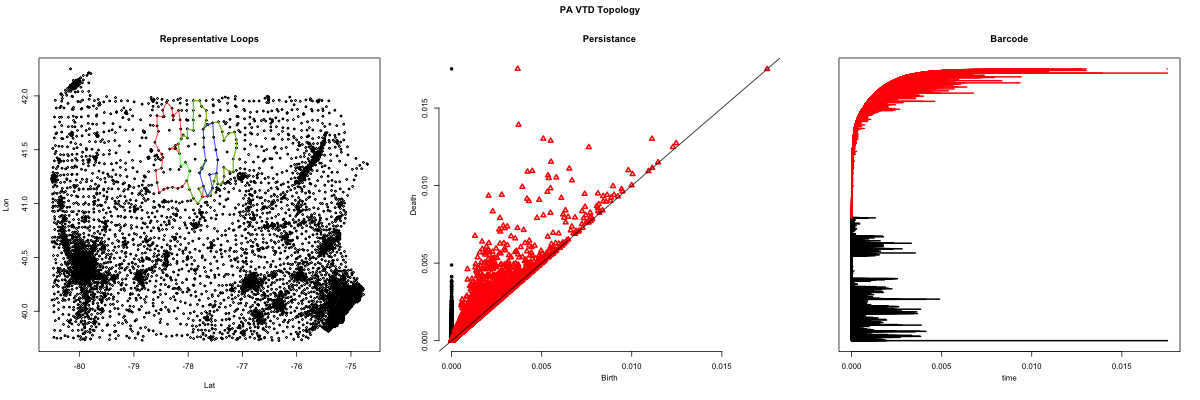 PA VTD Topology
Representative Loops
Persistance
Barcode
42.0
41.5
41.0
40.5
40.0
Lon
-80
-79
-78
-77
-76
-75
Lat
0.015
0.010
0.005
0.000
Death
0.000
0.005
0.010
0.015
Birth
0.000
0.005
0.010
0.015
time